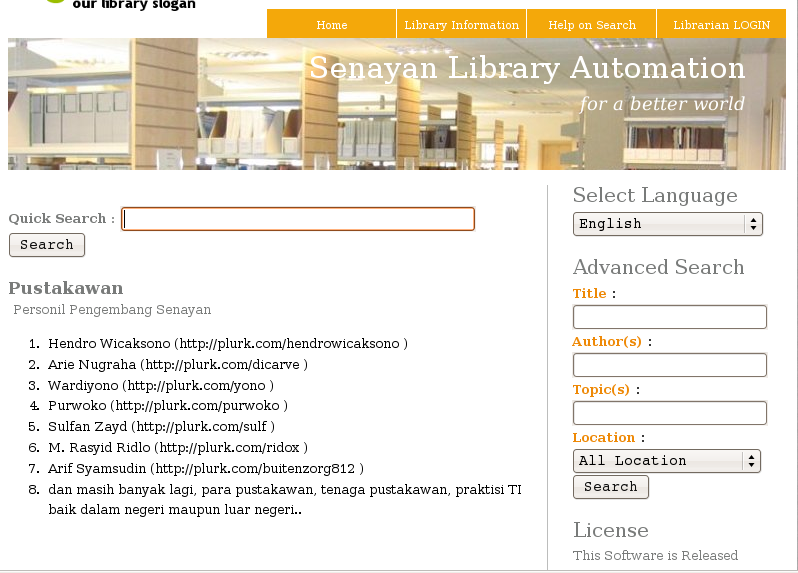 our library slogan
Home
Library Information
Help on Search
Librarian LOGIN
Senayan Library Automation
for a better world
Quick Search :
Search
Pustakawan
Personil Pengembang Senayan
1. Hendro Wicaksono (http://plurk.com/hendrowicaksono )
2. Arie Nugraha (http://plurk.com/dicarve )
3. Wardiyono (http://plurk.com/yono )
4. Purwoko (http://plurk.com/purwoko )
5. Sulfan Zayd (http://plurk.com/sulf )
6. M. Rasyid Ridlo (http://plurk.com/ridox )
7. Arif Syamsudin (http://plurk.com/buitenzorg812 )
8. dan masih banyak lagi, para pustakawan, tenaga pustakawan, praktisi TI
baik dalam negeri maupun luar negeri..
Select Language
English
Advanced Search
Title :
Author(s) :
Topic(s) :
Location :
All Location
Search
License
This Software is Released